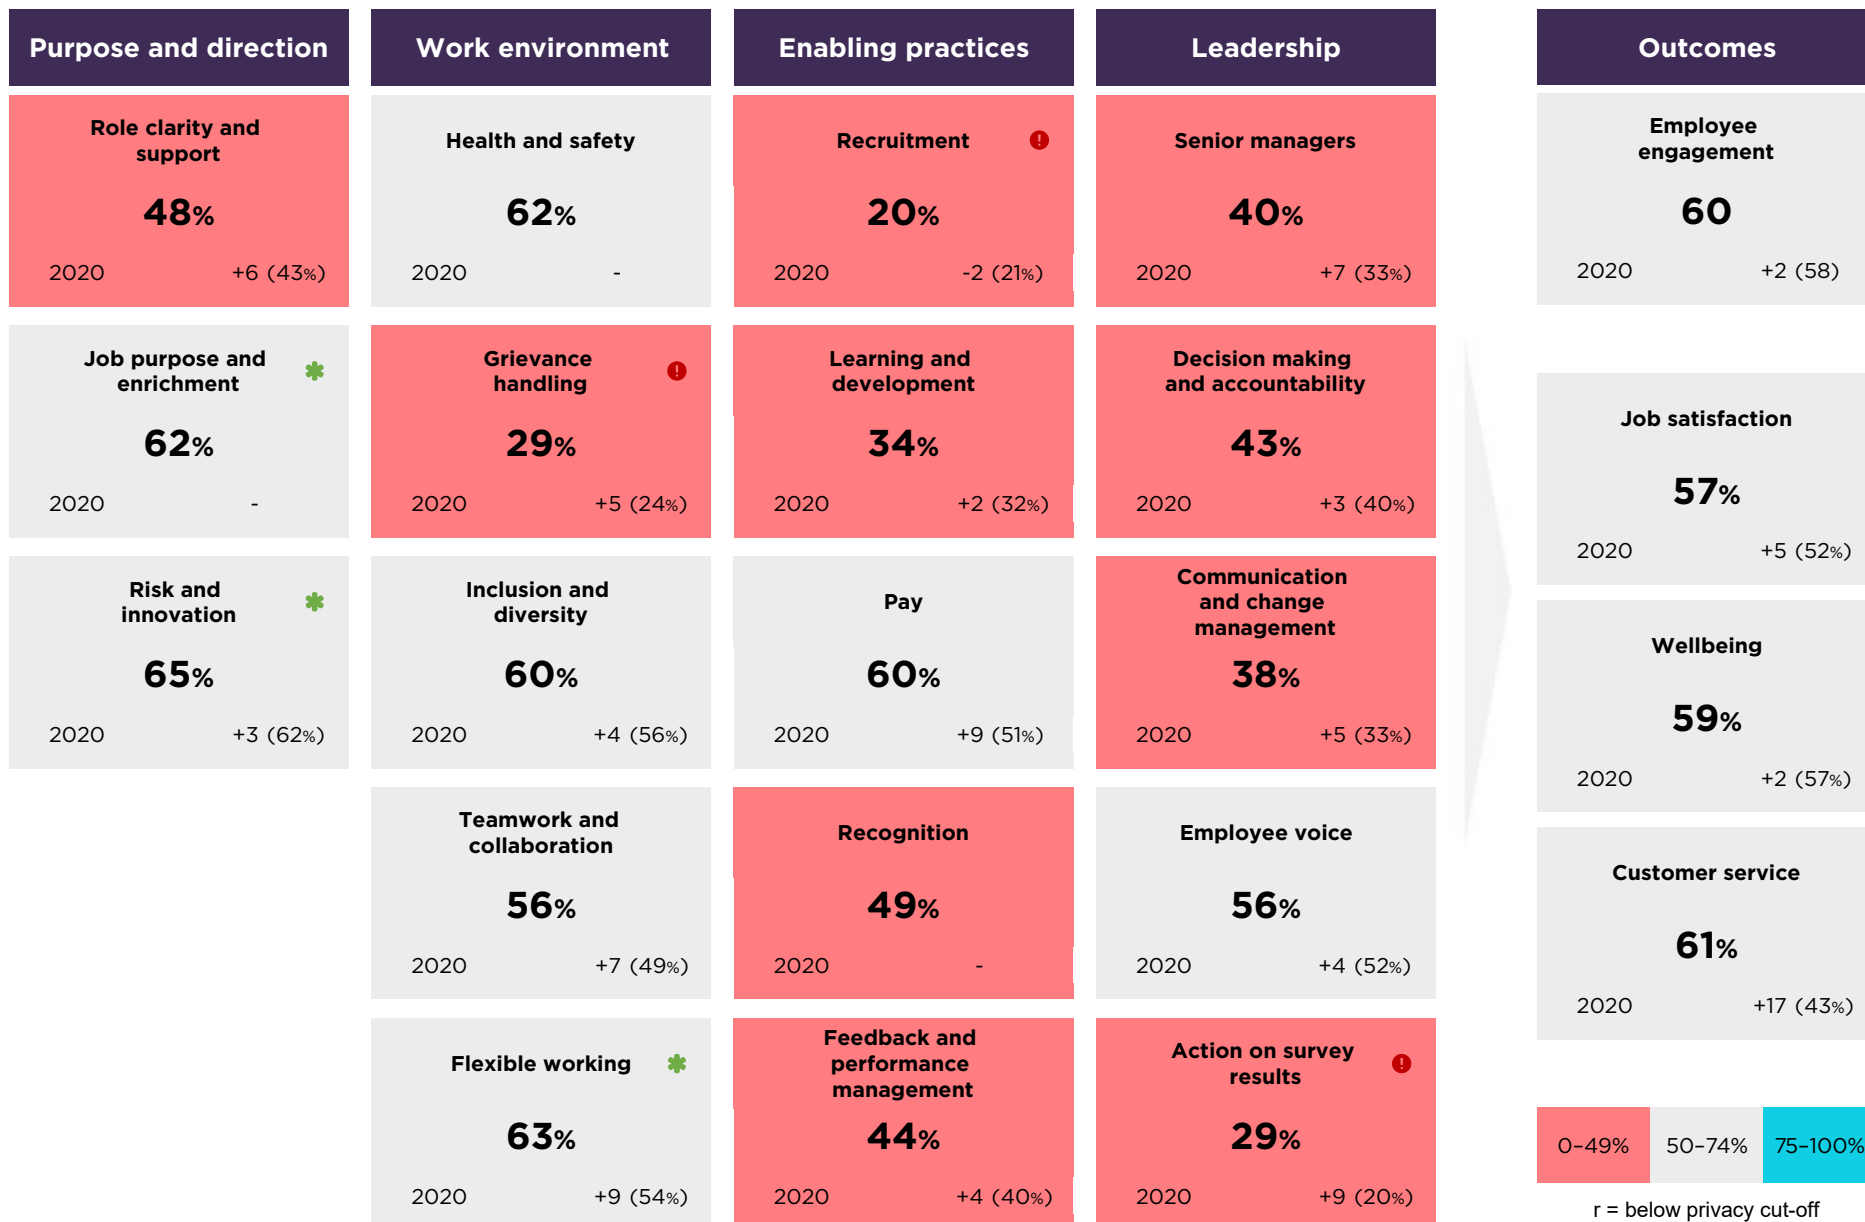 Purpose and direction
Role clarity and
support
48%
2020 +6 (43%)
Job purpose and
enrichment
62%
2020 -
Risk and
innovation
65%
2020 +3 (62%)
Work environment
Health and safety
62%
2020 -
Grievance
handling
29%
2020 +5 (24%)
Inclusion and
diversity
60%
2020 +4 (56%)
Teamwork and
collaboration
56%
2020 +7 (49%)
Flexible working
63%
2020 +9 (54%)
Enabling practices
Recruitment
20%
2020 -2 (21%)
Learning and
development
34%
2020 +2 (32%)
Pay
60%
2020 +9 (51%)
Recognition
49%
2020 -
Feedback and
performance
management
44%
2020 +4 (40%)
Leadership
Senior managers
40%
2020 +7 (33%)
Decision making
and accountability
43%
2020 +3 (40%)
Communication
and change
management
38%
2020 +5 (33%)
Employee voice
56%
2020 +4 (52%)
Action on survey
results
29%
2020 +9 (20%)
Outcomes
Employee
engagement
60
2020 +2 (58)
Job satisfaction
57%
2020 +5 (52%)
Wellbeing
59%
2020 +2 (57%)
Customer service
61%
2020 +17 (43%)
0–49% 50–74% 75–100%
r = below privacy cut-off